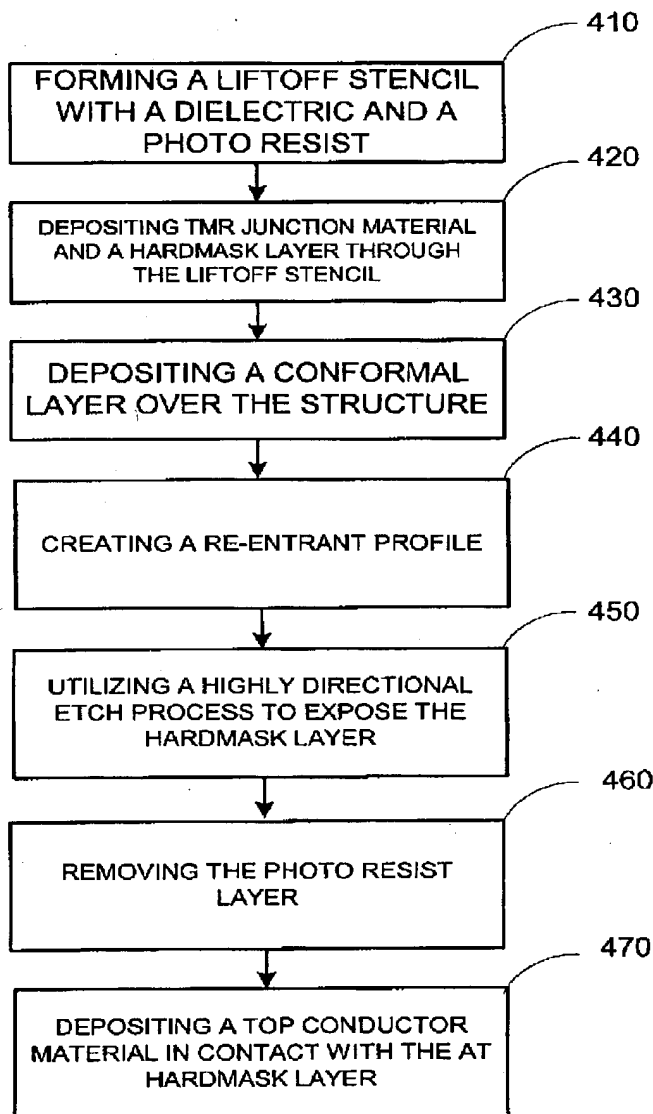 410
FORMING A LIFTOFF STENCIL
WITH A DIELECTRIC AND A
PHOTO RESIST
420
DEPOSITING TMR JUNCTION MATERIAL
AND A HARDMASK LAYER THROUGH
THE LIFTOFF STENCIL
430
DEPOSITING A CONFORMAL
LAYER OVER THE STRUCTURE
440
CREATING A RE-ENTRANT PROFILE
450
UTILIZING A HIGHLY DIRECTIONAL
ETCH PROCESS TO EXPOSE THE
HARDMASK LAYER
460
REMOVING THE PHOTO RESIST
LAYER
470
DEPOSITING A TOP CONDUCTOR
MATERIAL IN CONTACT WITH THE AT
HARDMASK LAYER